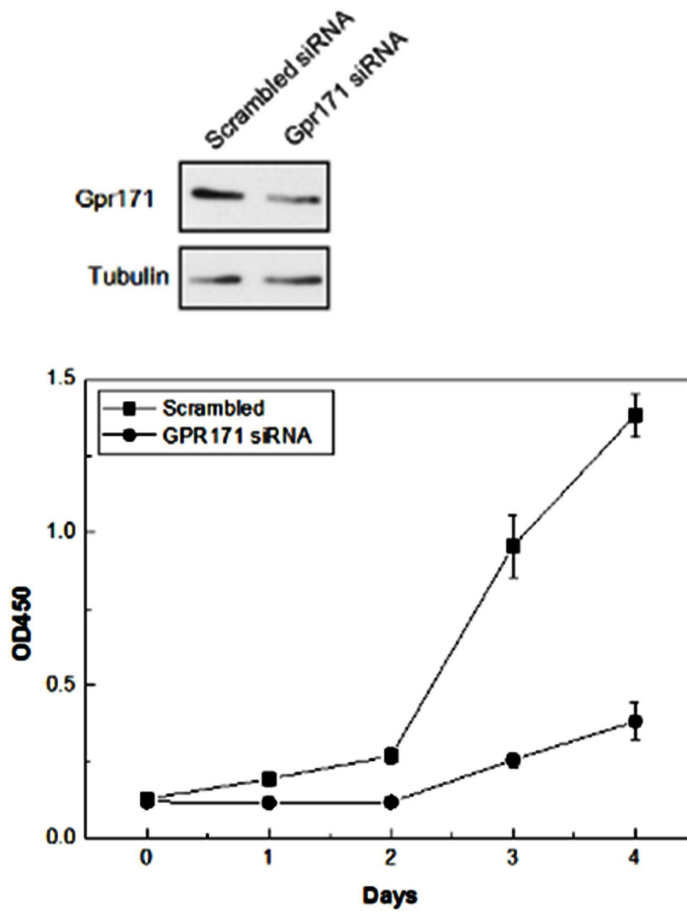 Scrambled siRNA
Gpr171 siRNA
Gpr171
Tubulin
1.5
Scrambled
GPR171 siRNA
1.0
OD450
0.5
0.0
0 1 2 3 4
Days